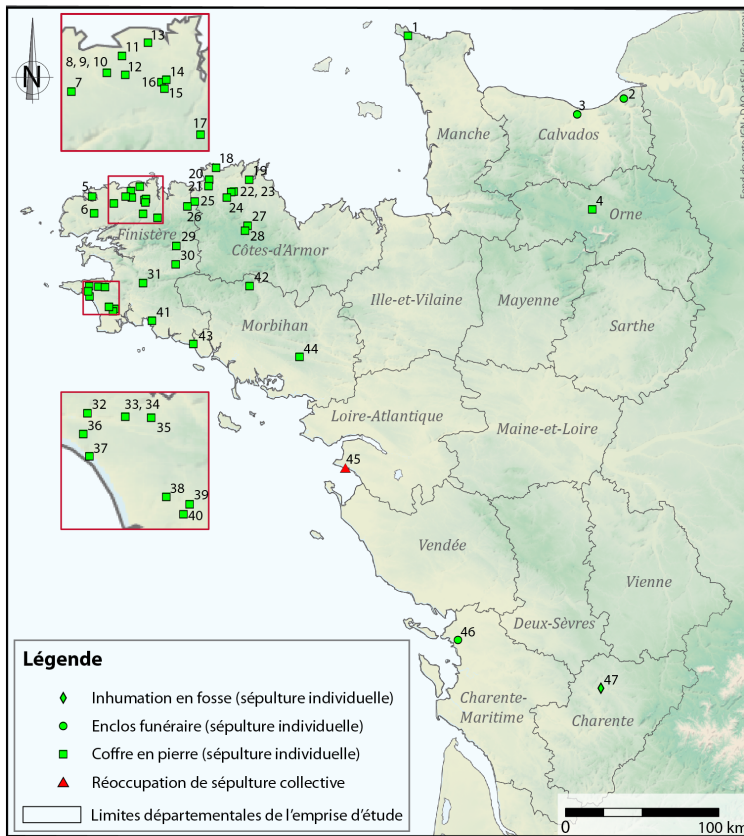 N
13
11
8, 9, 10
12
14
7
16
15
17
1
2
3
Manche
Calvados
4
Orne
18
19
20
21
22, 23
5
6
25
24
26
27
28
Finistère
29
Côtes-d'Armor
30
31
42
41
43
Morbihan
44
Ille-et-Vilaine
Mayenne
Sarthe
32
33, 34
35
36
37
38
39
40
Loire-Atlantique
Maine-et-Loire
45
Vendée
Vienne
Deux-Sèvres
46
47
Charente-
Maritime
Charente
Légende
Inhumation en fosse (sépulture individuelle)
Enclos funéraire (sépulture individuelle)
Coffre en pierre (sépulture individuelle)
Réoccupation de sépulture collective
Limites départementales de l'emprise d'étude
0
100 km